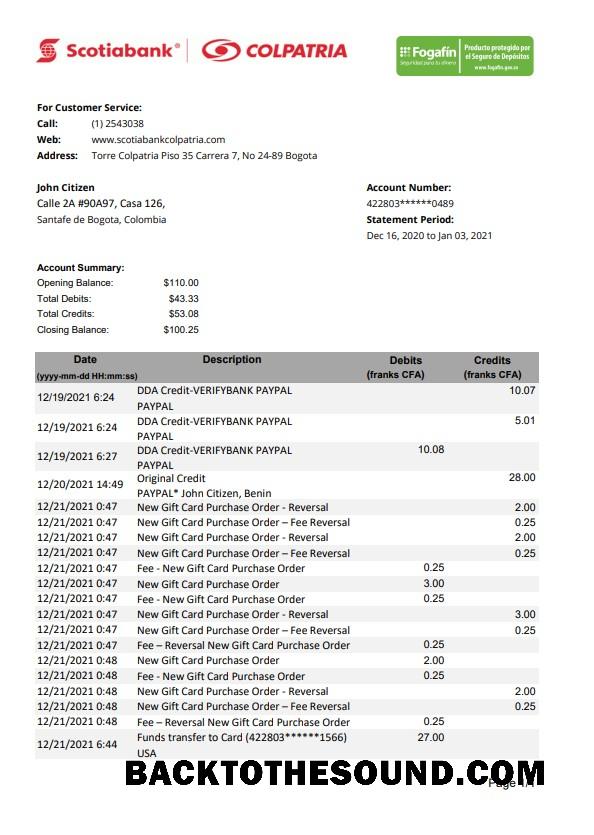 Scotiabank® COLPATRIA
Fogafín Producto protegido por
Seguridad para tu dinero el Seguro de Depósitos
www.fogafin.gov.co
For Customer Service:
Call: (1) 2543038
Web: www.scotiabankcolpatria.com
Address: Torre Colpatria Piso 35 Carrera 7, No 24-89 Bogota
John Citizen Account Number:
Calle 2A #90A97, Casa 126, 422803******0489
Santafe de Bogota, Colombia Statement Period:
Dec 16, 2020 to Jan 03, 2021
Account Summary:
Opening Balance: $110.00
Total Debits: $43.33
Total Credits: $53.08
Closing Balance: $100.25
Date Description Debits Credits
(yyyy-mm-dd HH:mm:ss) (franks CFA) (franks CFA)
12/19/2021 6:24 DDA Credit-VERIFYBANK PAYPAL 10.07
PAYPAL
12/19/2021 6:24 DDA Credit-VERIFYBANK PAYPAL 5.01
PAYPAL
12/19/2021 6:27 DDA Credit-VERIFYBANK PAYPAL 10.08
PAYPAL
12/20/2021 14:49 Original Credit 28.00
PAYPAL* John Citizen, Benin
12/21/2021 0:47 New Gift Card Purchase Order - Reversal 2.00
12/21/2021 0:47 New Gift Card Purchase Order – Fee Reversal 0.25
12/21/2021 0:47 New Gift Card Purchase Order - Reversal 2.00
12/21/2021 0:47 New Gift Card Purchase Order – Fee Reversal 0.25
12/21/2021 0:47 Fee - New Gift Card Purchase Order 0.25
12/21/2021 0:47 New Gift Card Purchase Order 3.00
12/21/2021 0:47 Fee - New Gift Card Purchase Order 0.25
12/21/2021 0:47 New Gift Card Purchase Order - Reversal 3.00
12/21/2021 0:47 New Gift Card Purchase Order – Fee Reversal 0.25
12/21/2021 0:47 Fee – Reversal New Gift Card Purchase Order 0.25
12/21/2021 0:48 New Gift Card Purchase Order 2.00
12/21/2021 0:48 Fee - New Gift Card Purchase Order 0.25
12/21/2021 0:48 New Gift Card Purchase Order - Reversal 2.00
12/21/2021 0:48 New Gift Card Purchase Order – Fee Reversal 0.25
12/21/2021 0:48 Fee – Reversal New Gift Card Purchase Order 0.25
12/21/2021 6:44 Funds transfer to Card (422803******1566) 27.00
USA
BACKTOTHESOUND.COM
Page 1/1